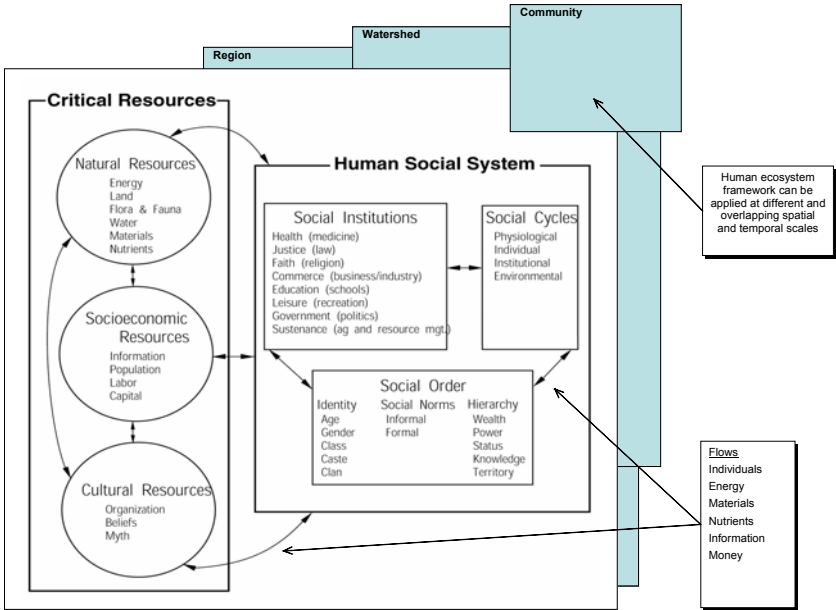 Community
Watershed
Region
Critical Resources
Natural Resources
Energy
Land
Flora & Fauna
Water
Materials
Nutrients
Socioeconomic
Resources
Information
Population
Labor
Capital
Cultural Resources
Organization
Beliefs
Myth
Human Social System
Social Institutions
Health (medicine)
Justice (law)
Faith (religion)
Commerce (business/industry)
Education (schools)
Leisure (recreation)
Government (politics)
Sustenance (ag and resource mgt.)
Social Cycles
Physiological
Individual
Institutional
Environmental
Social Order
Identity
Age
Gender
Class
Caste
Clan
Social Norms
Informal
Formal
Hierarchy
Wealth
Power
Status
Knowledge
Territory
Human ecosystem
framework can be
applied at different and
overlapping spatial
and temporal scales
Flows
Individuals
Energy
Materials
Nutrients
Information
Money